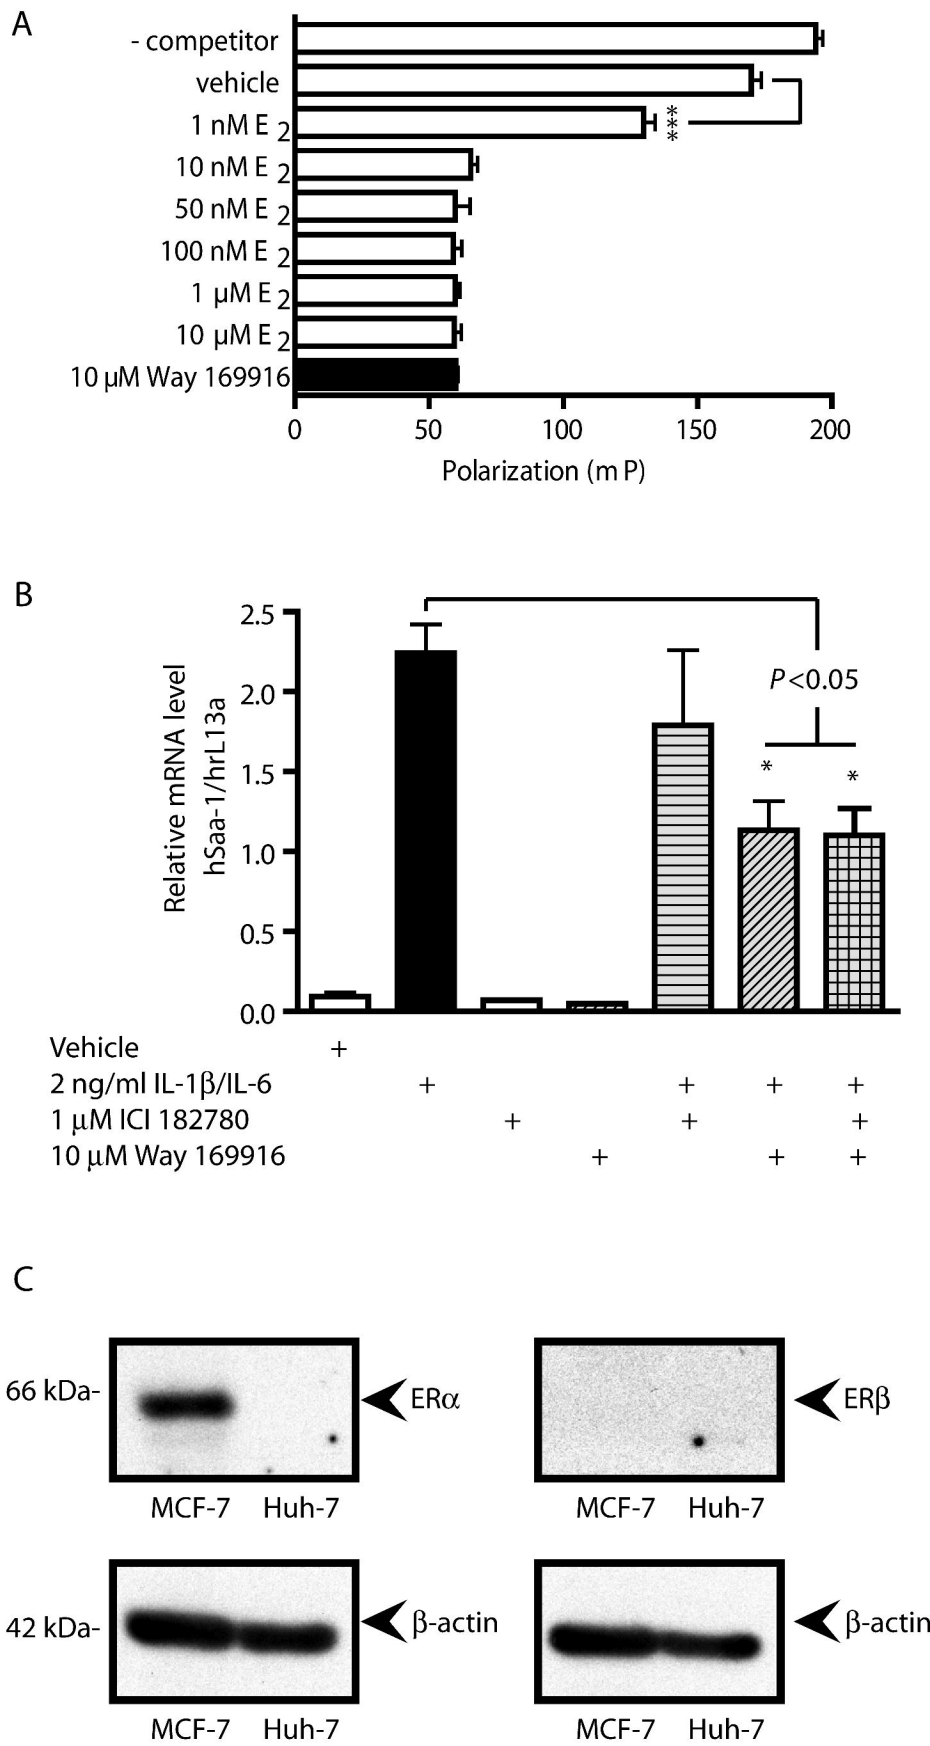 A
- competitor
vehicle
1 nM E 2
***
10 nM E 2
50 nM E 2
100 nM E 2
1 µM E 2
10 µM E 2
10 µM Way 169916
0 50 100 150 200
Polarization (m P)
B
Relative mRNA level
hSaa-1/hrL13a
2.5
2.0
1.5
1.0
0.5
0.0
P<0.05
* *
Vehicle +
2 ng/ml IL-1β/IL-6 + + + +
1 µM ICI 182780 + + +
10 µM Way 169916 + + +
C
66 kDa-
ERα
ERβ
MCF-7 Huh-7
MCF-7 Huh-7
42 kDa-
β-actin
β-actin
MCF-7 Huh-7
MCF-7 Huh-7